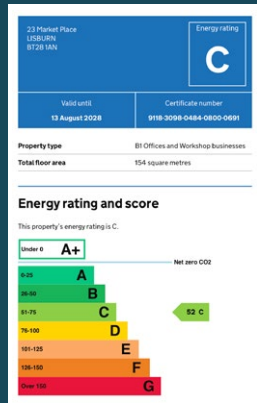 23 Market Place
LISBURN
BT28 1AN
Energy rating
C
Valid until
13 August 2028
Certificate number
9118-3098-0484-0800-0691
Property type
B1 Offices and Workshop businesses
Total floor area
154 square metres
Energy rating and score
This property's energy rating is C.
Under 0 A+
Net zero CO2
0-25 A
26-50 B
51-75 C
52 C
76-100 D
101-125 E
126-150 F
Over 150 G